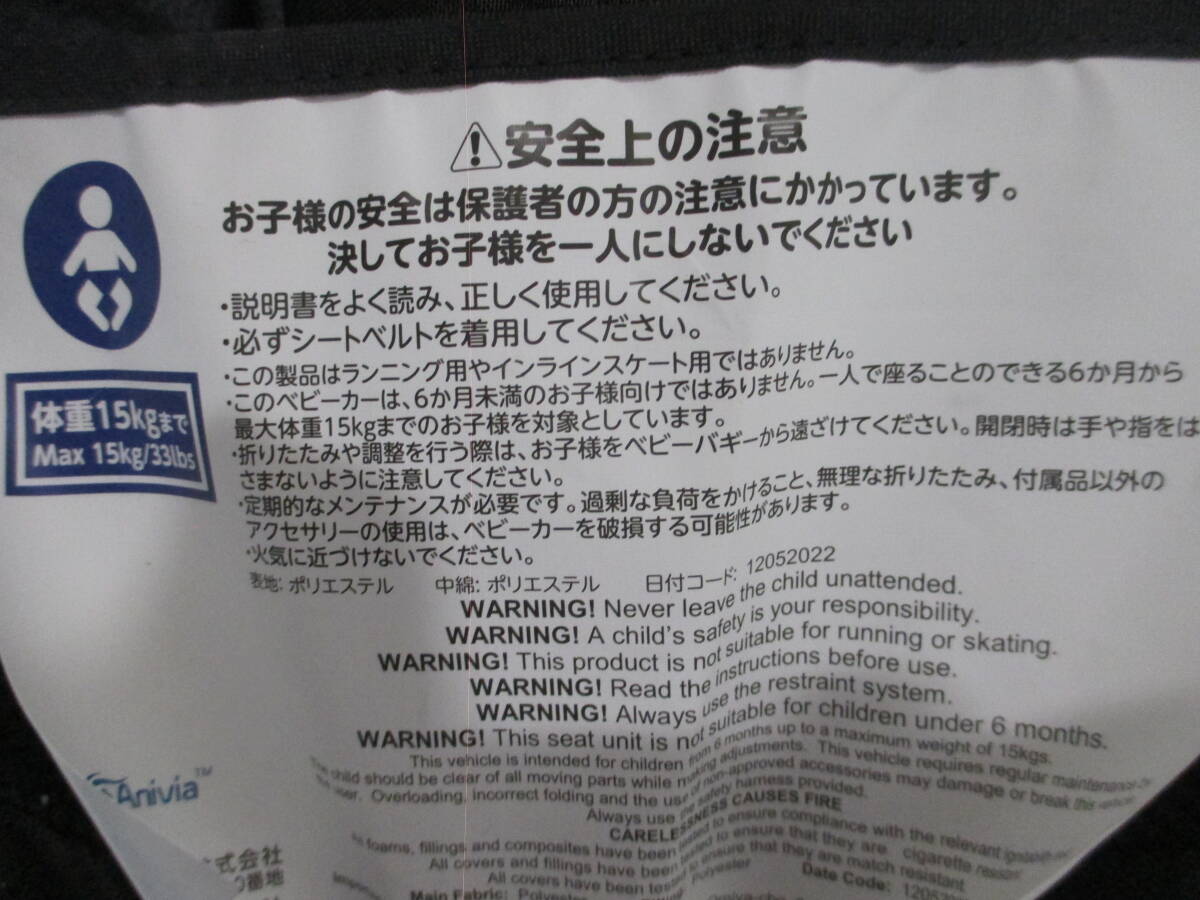 ⚠安全上の注意
お子様の安全は保護者の方の注意にかかっています。
決してお子様を一人にしないでください
・説明書をよく読み、正しく使用してください。
・必ずシートベルトを着用してください。
・この製品はランニング用やインラインスケート用ではありません。
・このベビーカーは、6か月未満のお子様向けではありません。一人で座ることのできる6か月から
最大体重15kgまでのお子様を対象としています。
・折りたたみや調整を行う際は、お子様をベビーバギーから遠ざけてください。開閉時は手や指をは
さまないように注意してください。
・定期的なメンテナンスが必要です。過剰な負荷をかけること、無理な折りたたみ、付属品以外の
アクセサリーの使用は、ベビーカーを破損する可能性があります。
・火気に近づけないでください。
表地: ポリエステル 中綿: ポリエステル 日付コード: 12052022
体重15kgまで
Max 15kg/33lbs
WARNING! Never leave the child unattended.
WARNING! A child's safety is your responsibility.
WARNING! This product is not suitable for running or skating.
WARNING! Read the instructions before use.
WARNING! Always use the restraint system.
WARNING! This seat unit is not suitable for children under 6 months.
This vehicle is intended for children from 6 months up to a maximum weight of 15kgs.
child should be clear of all moving parts while making adjustments. This vehicle requires regular maintenance by
user. Overloading, incorrect folding and the use of non-approved accessories may damage or break this vehicle.
Always use the safety harness provided.
CARELESSNESS CAUSES FIRE
All foams, fillings and composites have been tested to ensure compliance with the relevant ignitability
All covers and fillings have been tested to ensure that they are cigarette resistant
All covers have been tested to ensure that they are match resistant
Main Fabric: Polyester Polyester Date Code: 1205
Anivia™
式会社
番地